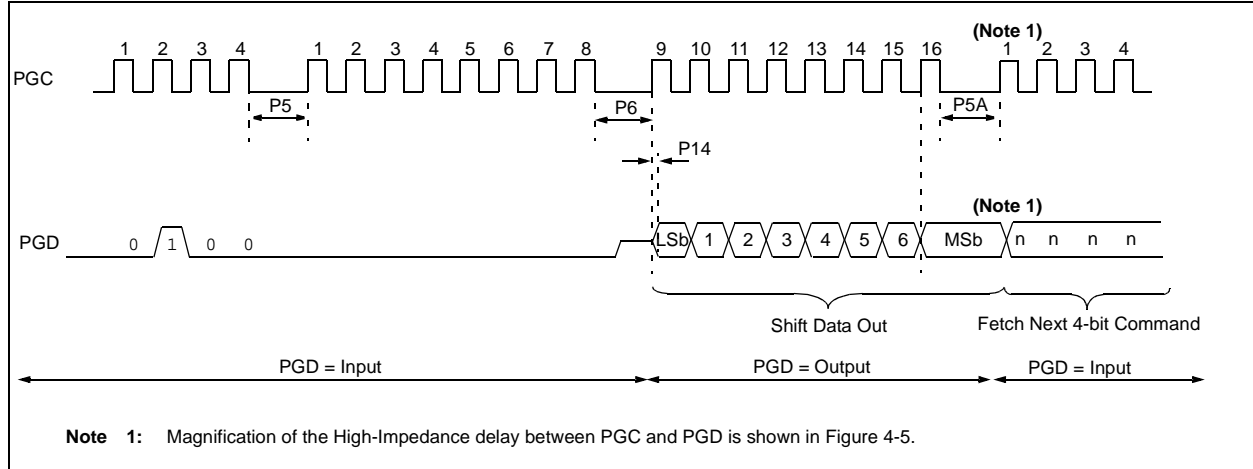 (Note 1)
1 2 3 4 1 2 3 4 5 6 7 8 9 10 11 12 13 14 15 16 1 2 3 4
PGC
P5 P6 P5A
P14
(Note 1)
PGD 0 1 0 0 LSb 1 2 3 4 5 6 MSb n n n n
Shift Data Out Fetch Next 4-bit Command
PGD = Input PGD = Output PGD = Input
Note 1: Magnification of the High-Impedance delay between PGC and PGD is shown in Figure 4-5.